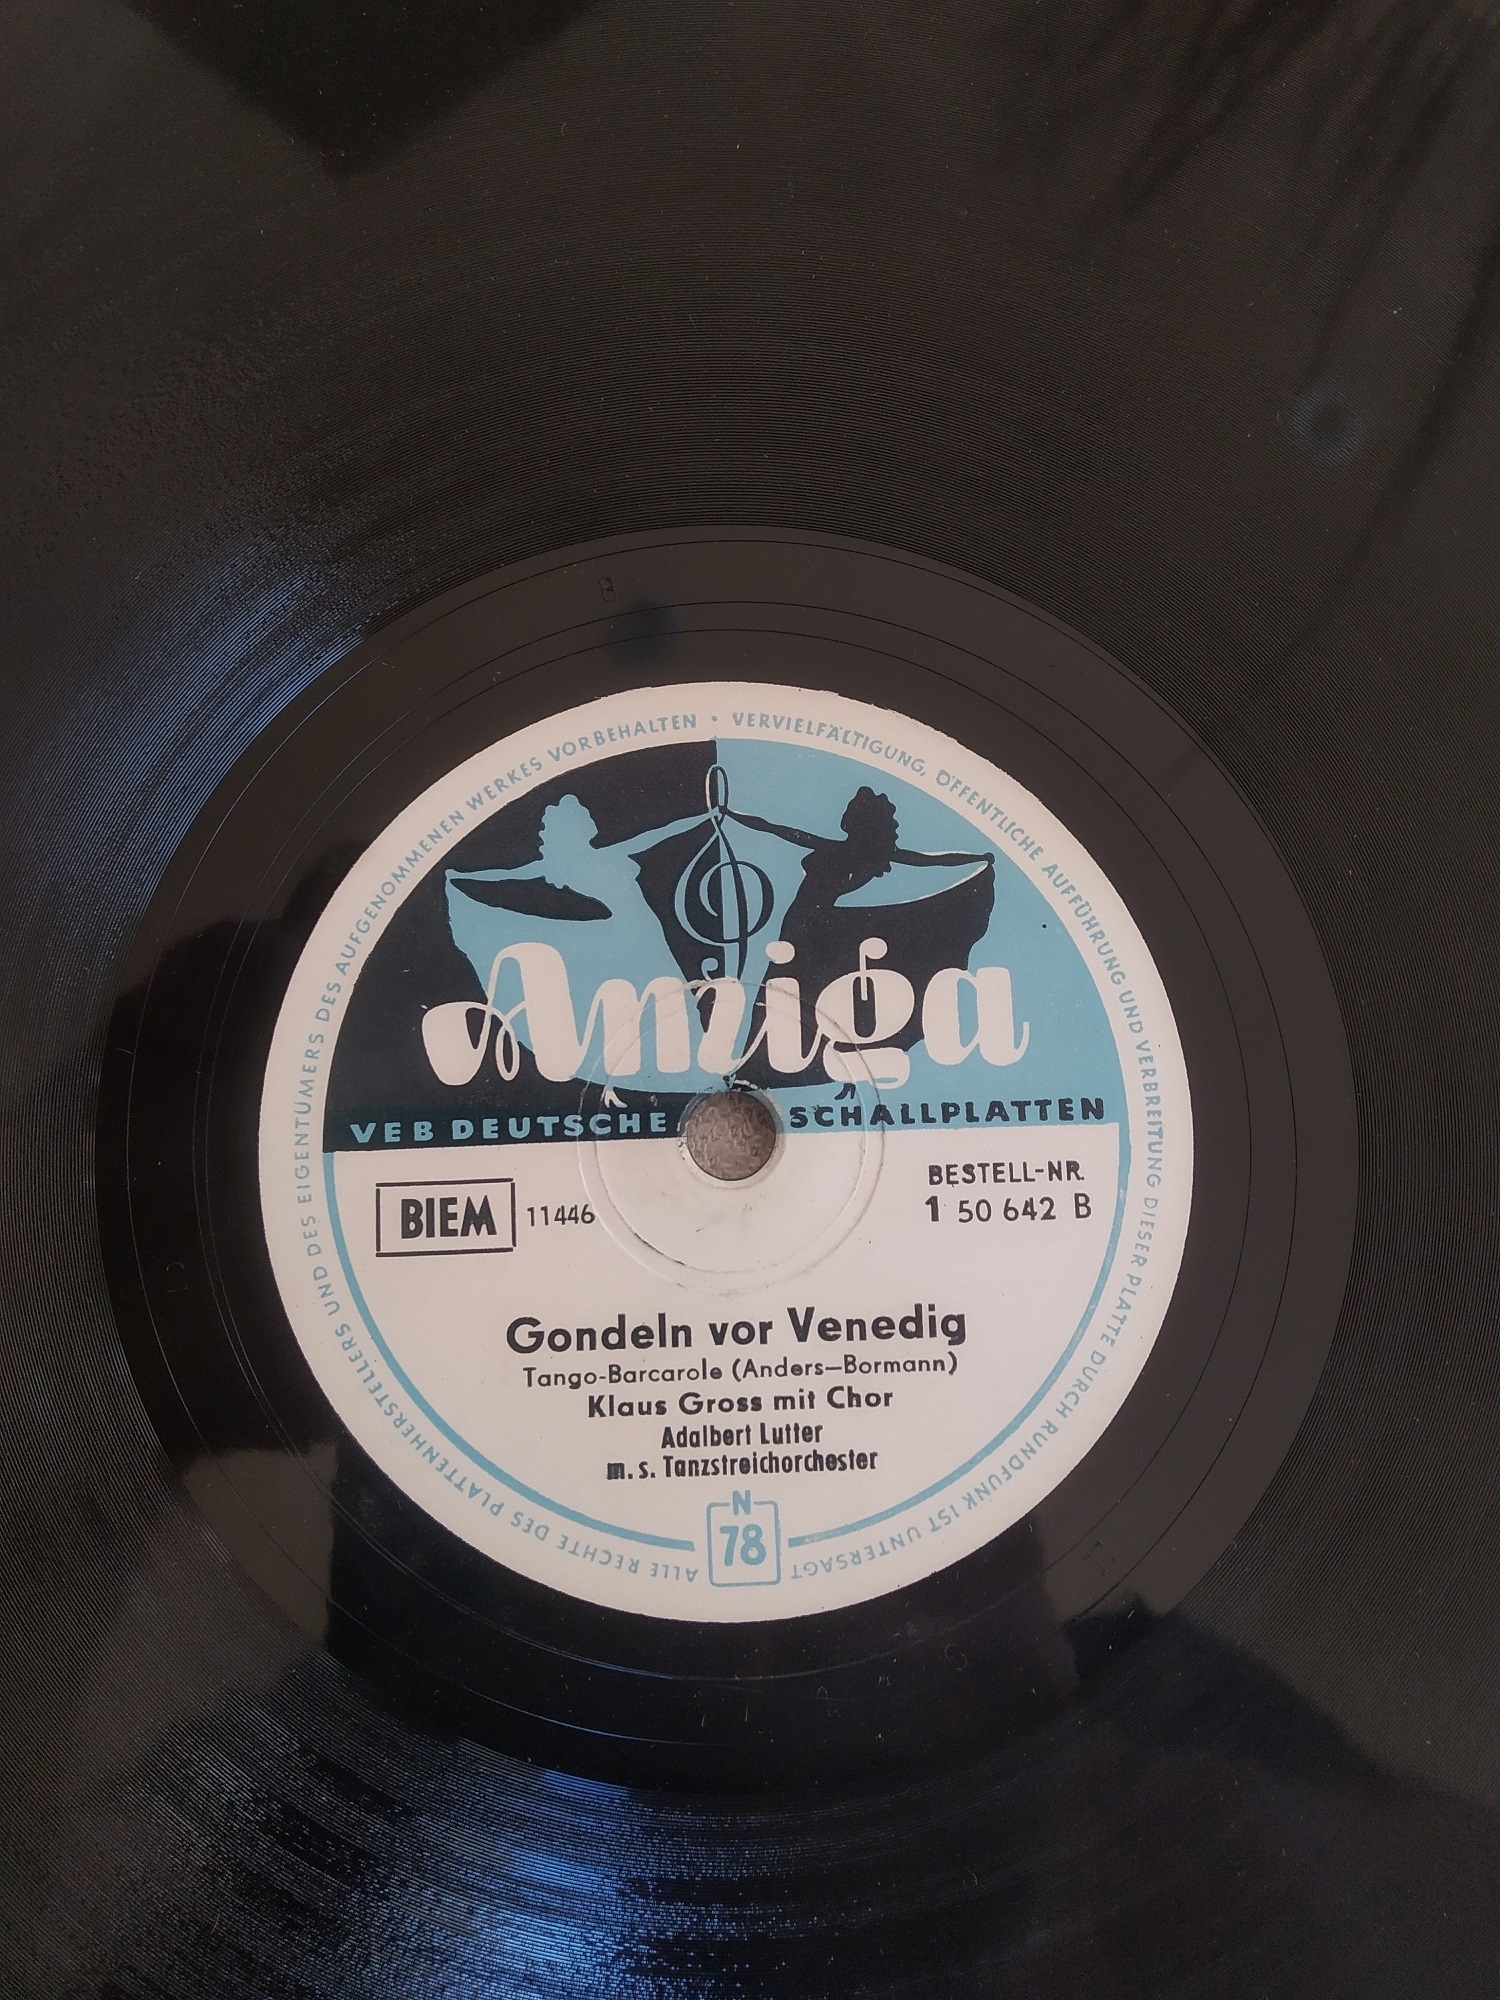 ALLE RECHTE DES PLATTENHERSTELLERS UND DES EIGENTÜMERS DES AUFGENOMMENEN WERKES VORBEHALTEN • VERVIELFÄLTIGUNG, ÖFFENTLICHE AUFFÜHRUNG UND VERBREITUNG DIESER PLATTE DURCH RUNDFUNK IST UNTERSAGT
Amiga
VEB DEUTSCHE SCHALLPLATTEN
BIEM 11446
BESTELL-NR.
1 50 642 B
Gondeln vor Venedig
Tango-Barcarole (Anders—Bormann)
Klaus Gross mit Chor
Adalbert Lutter
m. s. Tanzstreichorchester
N
78